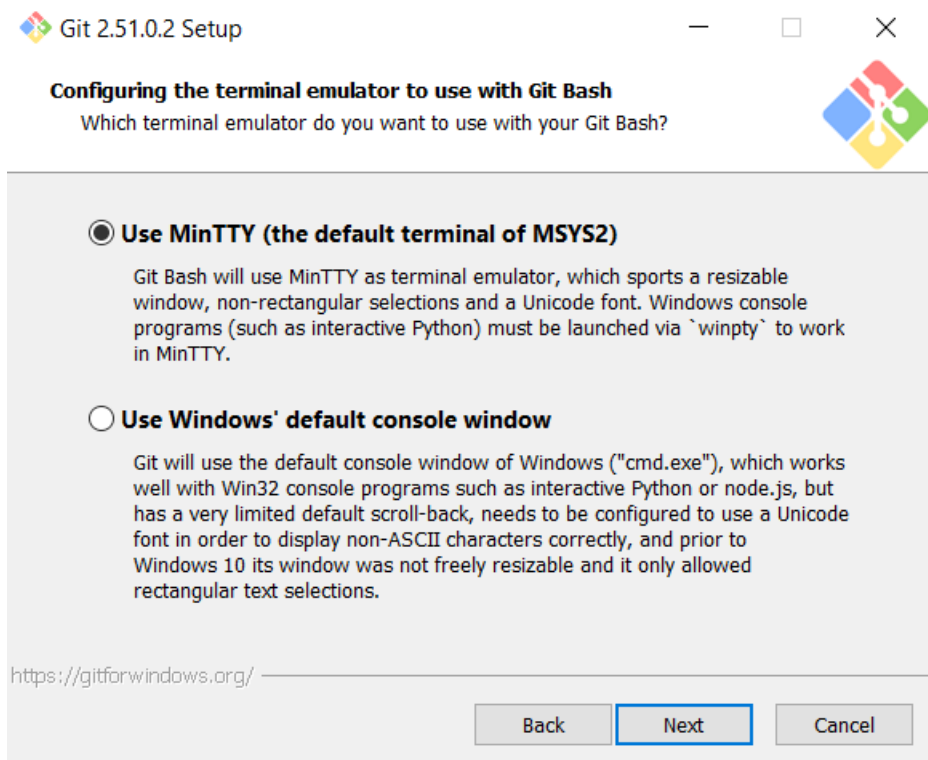 Git 2.51.0.2 Setup
Configuring the terminal emulator to use with Git Bash
Which terminal emulator do you want to use with your Git Bash?
Use MinTTY (the default terminal of MSYS2)
Git Bash will use MinTTY as terminal emulator, which sports a resizable
window, non-rectangular selections and a Unicode font. Windows console
programs (such as interactive Python) must be launched via `winpty` to work
in MinTTY.
Use Windows' default console window
Git will use the default console window of Windows ("cmd.exe"), which works
well with Win32 console programs such as interactive Python or node.js, but
has a very limited default scroll-back, needs to be configured to use a Unicode
font in order to display non-ASCII characters correctly, and prior to
Windows 10 its window was not freely resizable and it only allowed
rectangular text selections.
https://gitforwindows.org/
Back Next Cancel